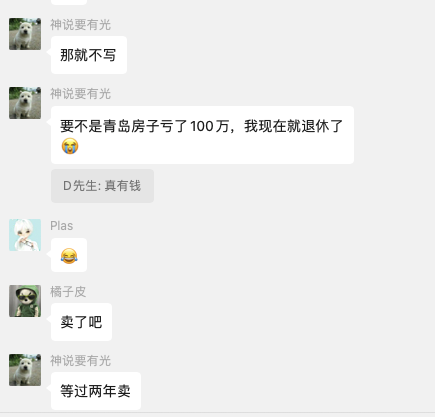 神说要有光
那就不写
神说要有光
要不是青岛房子亏了100万，我现在就退休了
😭
D先生: 真有钱
Plas
😂
橘子皮
卖了吧
神说要有光
等过两年卖